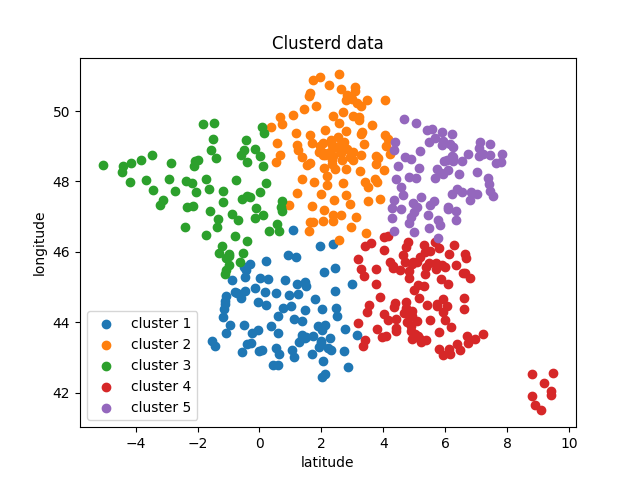 Clusterd data
longitude
50
48
46
44
42
cluster 1
cluster 2
cluster 3
cluster 4
cluster 5
−4
−2
0
2
4
6
8
10
latitude